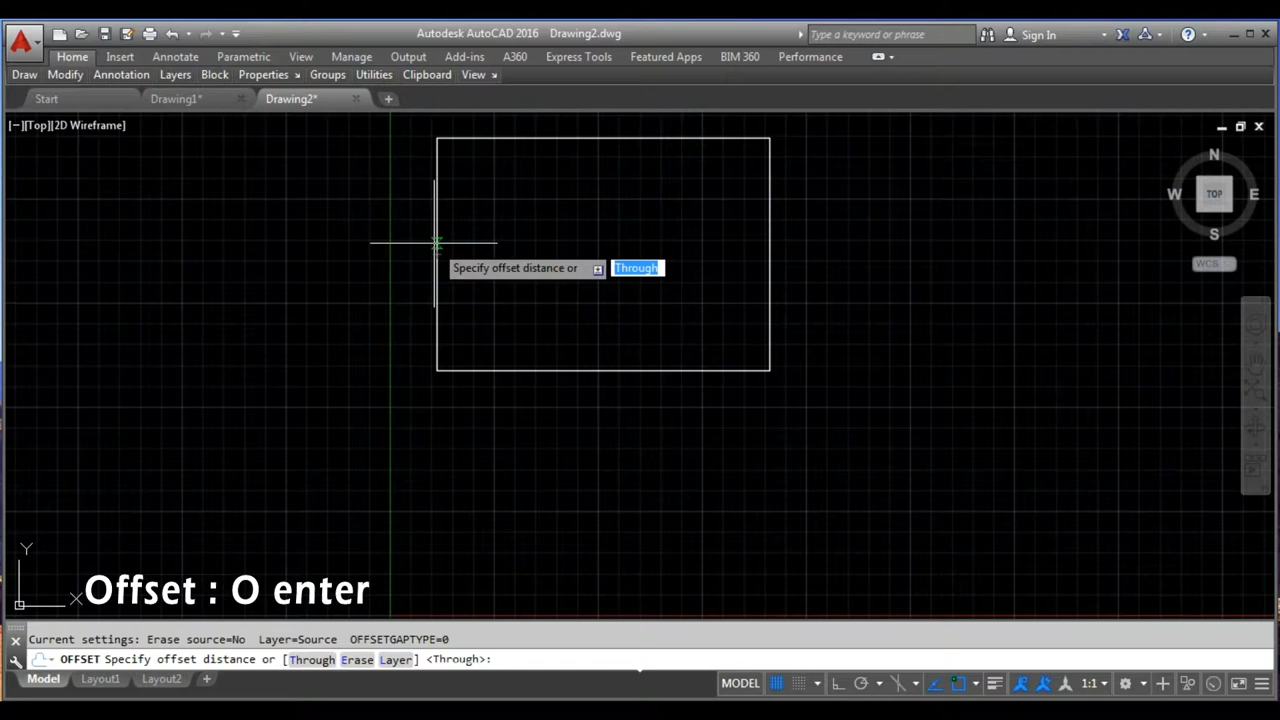 Autodesk AutoCAD 2016 Drawing2.dwg
Type a keyword or phrase
Sign In
Home Insert Annotate Parametric View Manage Output Add-ins A360 Express Tools Featured Apps BIM 360 Performance
Draw Modify Annotation Layers Block Properties Groups Utilities Clipboard View
Start Drawing1* Drawing2*
[−][Top][2D Wireframe]
N
W TOP E
S
WCS
Specify offset distance or Through
Y
X
Offset : O enter
Current settings: Erase source=No Layer=Source OFFSETGAPTYPE=0
OFFSET Specify offset distance or [Through Erase Layer] <Through>:
Model Layout1 Layout2
MODEL 1:1